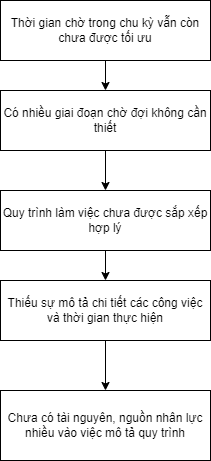 Thời gian chờ trong chu kỳ vẫn còn
chưa được tối ưu
Có nhiều giai đoạn chờ đợi không cần
thiết
Quy trình làm việc chưa được sắp xếp
hợp lý
Thiếu sự mô tả chi tiết các công việc
và thời gian thực hiện
Chưa có tài nguyên, nguồn nhân lực
nhiều vào việc mô tả quy trình